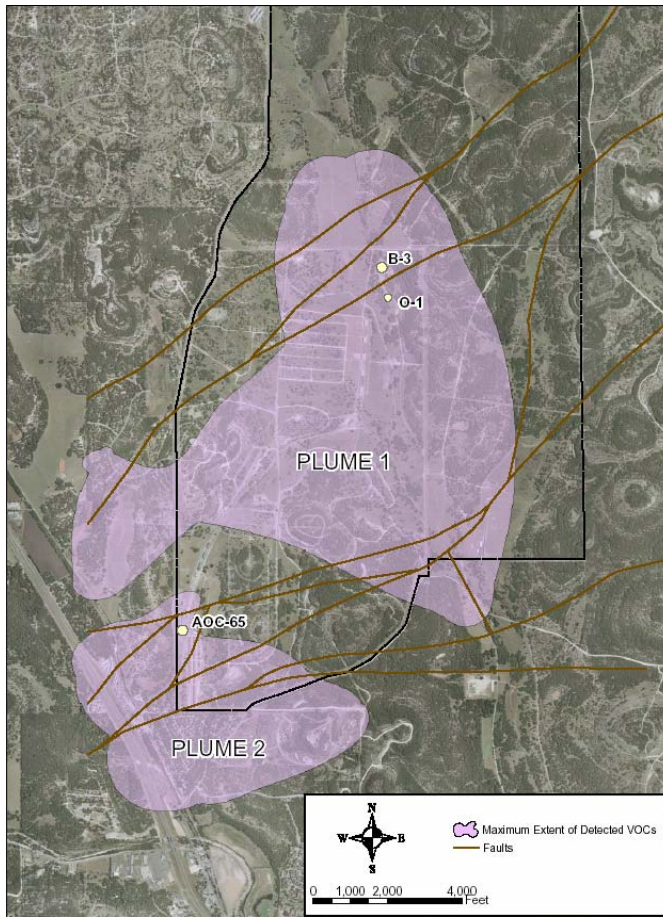 B-3
O-1
PLUME 1
AOC-65
PLUME 2
N
W E
S
Maximum Extent of Detected VOCs
Faults
0 1,000 2,000 4,000
Feet